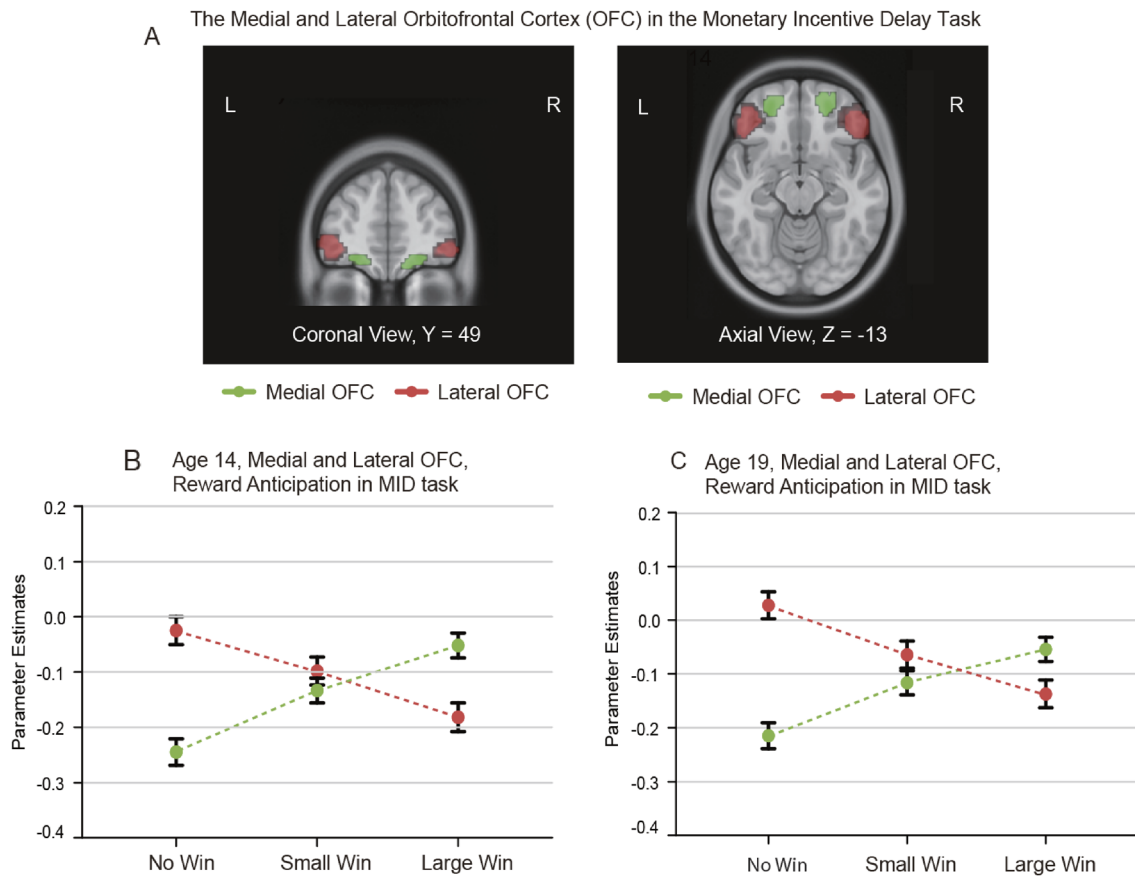 The Medial and Lateral Orbitofrontal Cortex (OFC) in the Monetary Incentive Delay Task
A
L
R
Coronal View, Y = 49
14
L
R
Axial View, Z = -13
Medial OFC
Lateral OFC
Medial OFC
Lateral OFC
B
Age 14, Medial and Lateral OFC,
Reward Anticipation in MID task
Parameter Estimates
0.2
0.1
0.0
-0.1
-0.2
-0.3
-0.4
No Win
Small Win
Large Win
C
Age 19, Medial and Lateral OFC,
Reward Anticipation in MID task
Parameter Estimates
0.2
0.1
0.0
-0.1
-0.2
-0.3
-0.4
No Win
Small Win
Large Win